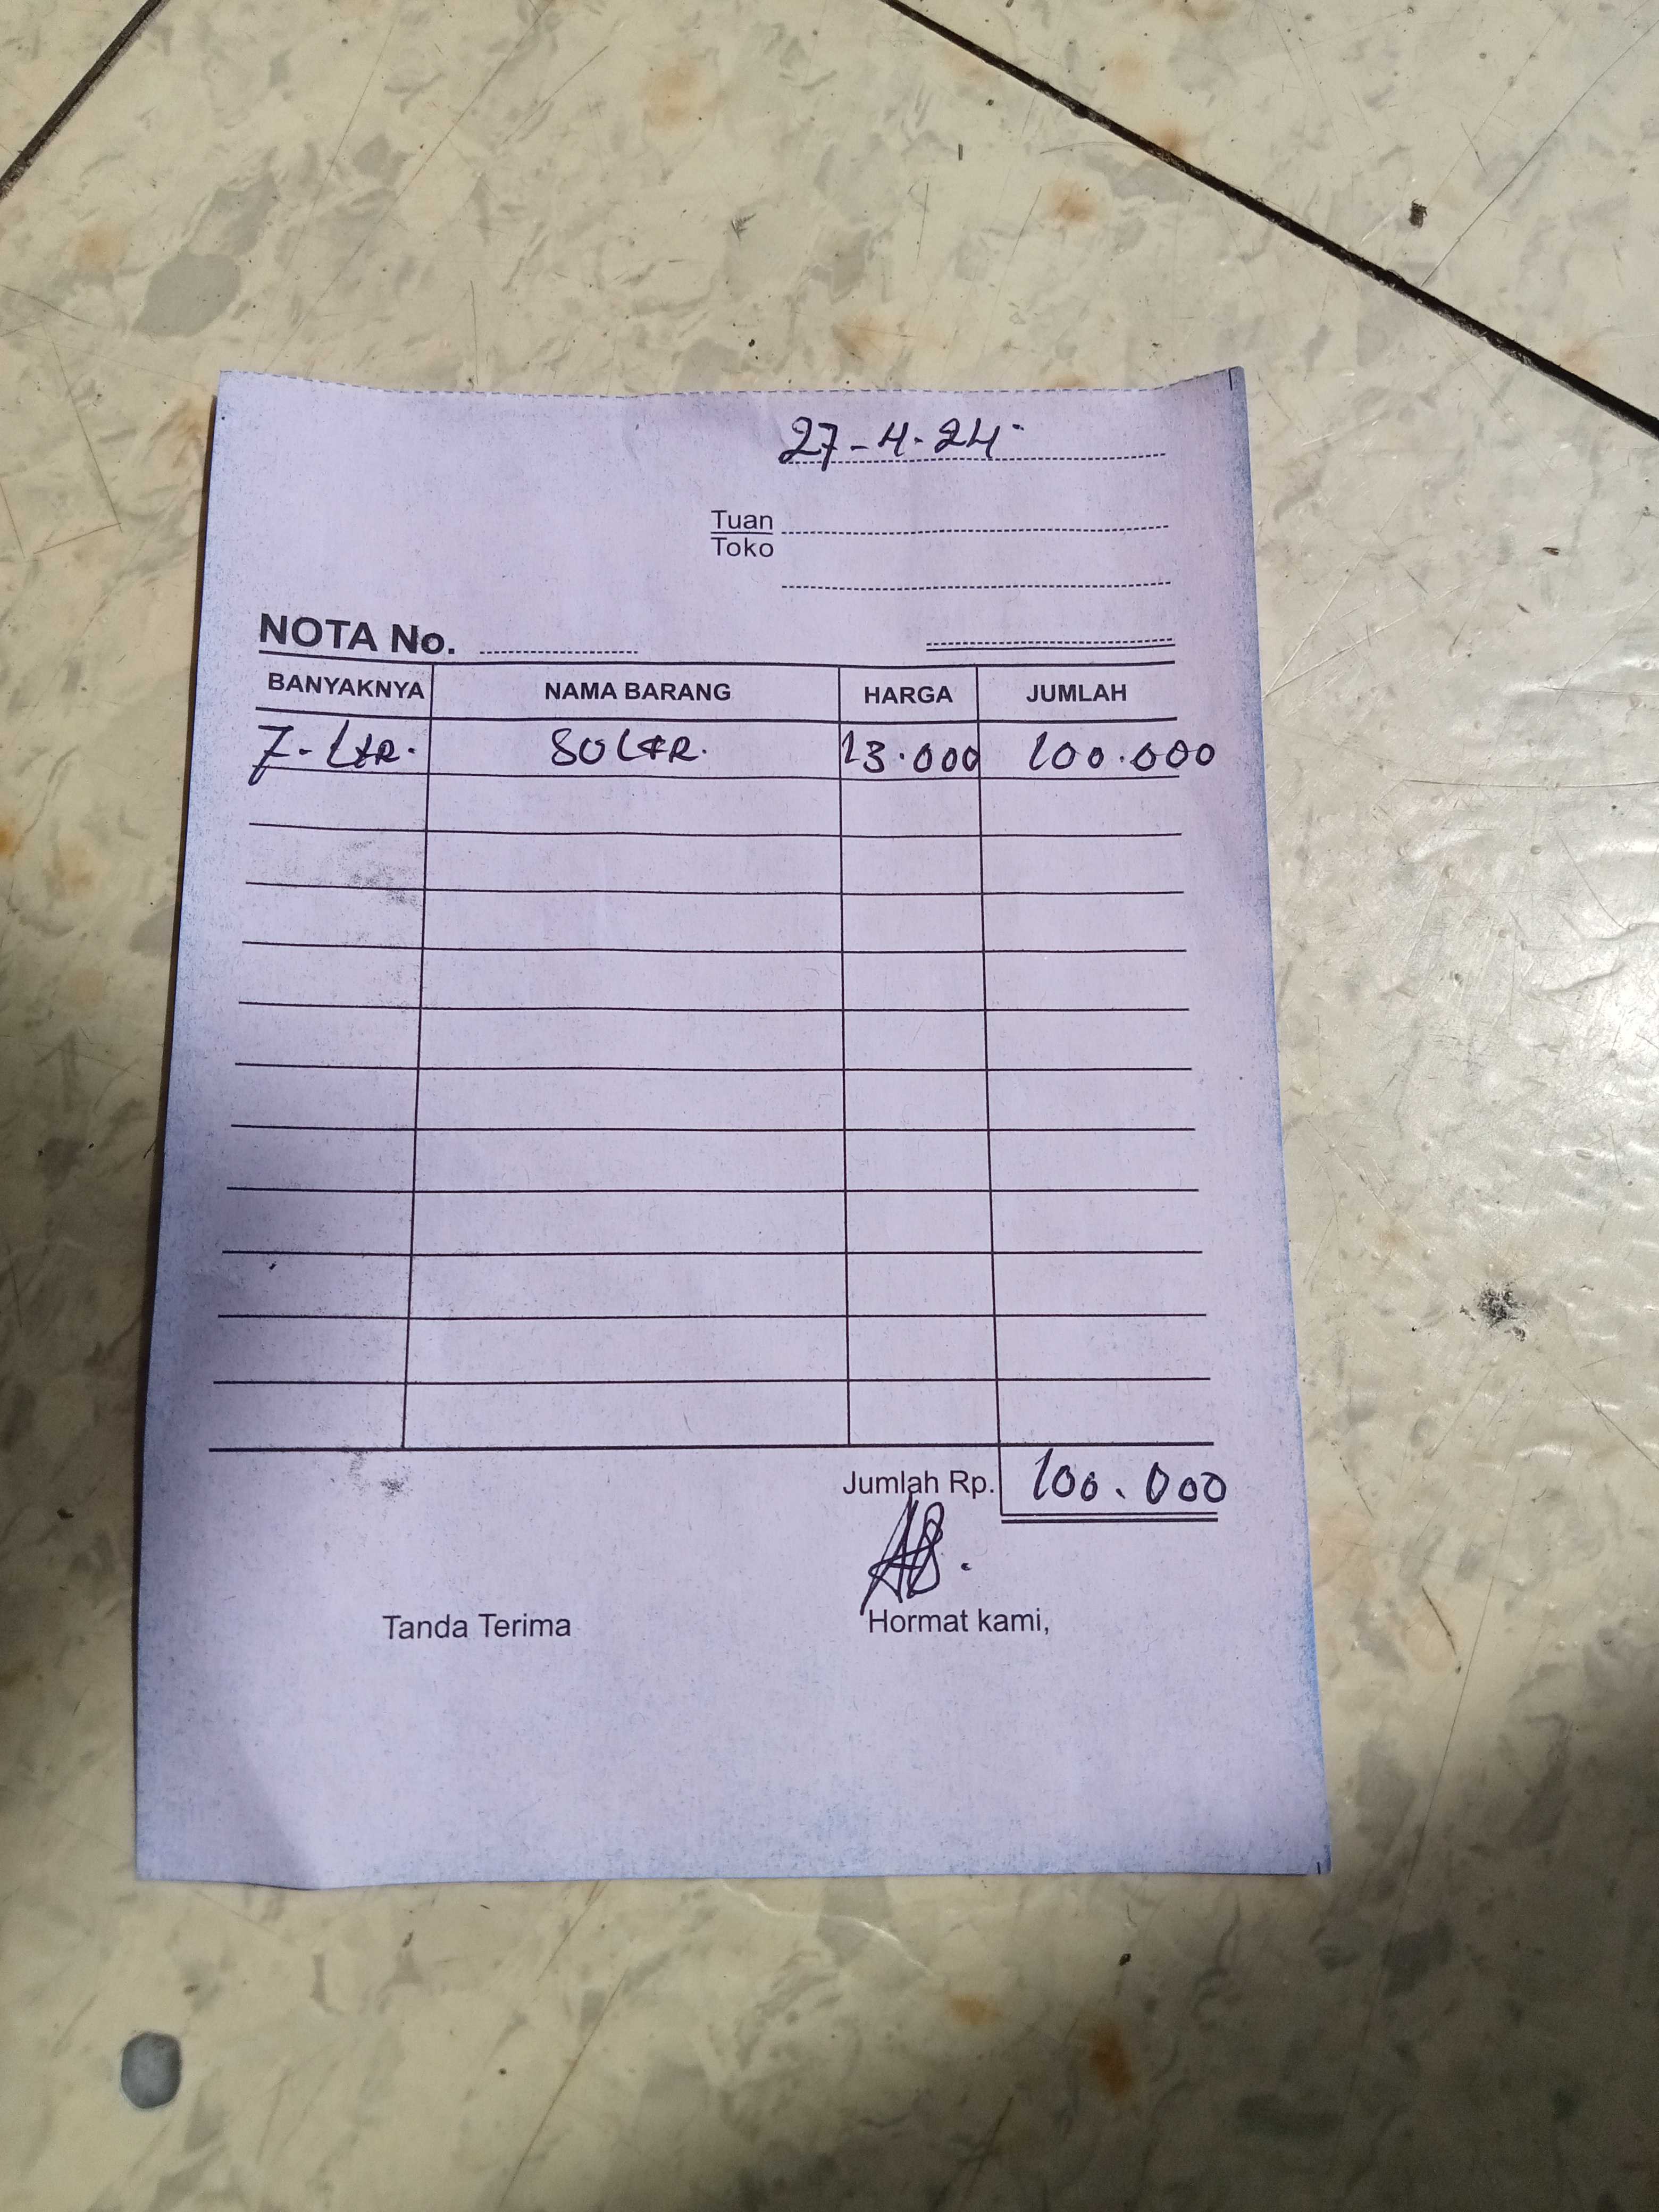 27-4-24
Tuan
Toko
NOTA No.
BANYAKNYA NAMA BARANG HARGA JUMLAH
7-Ltr. SOLAR. 13.000 100.000
Jumlah Rp. 100.000
Tanda Terima Hormat kami,